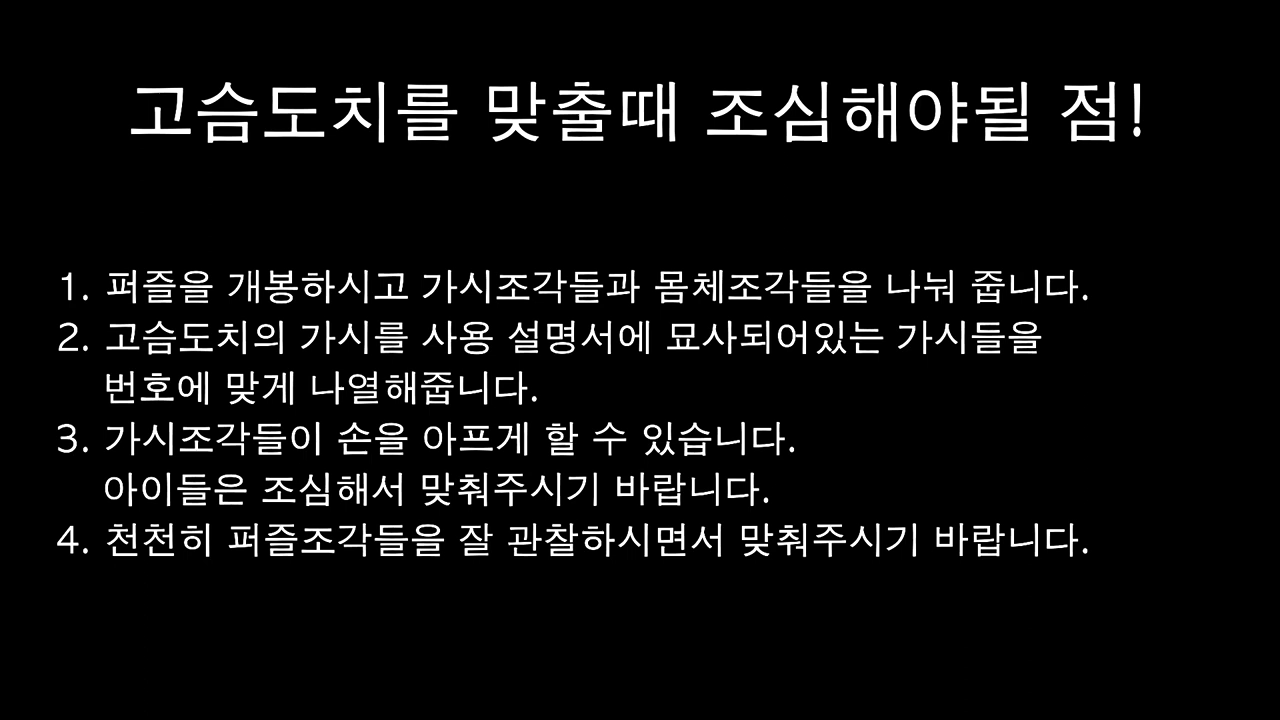 고슴도치를 맞출때 조심해야될 점!
1. 퍼즐을 개봉하시고 가시조각들과 몸체조각들을 나눠 줍니다.
2. 고슴도치의 가시를 사용 설명서에 묘사되어있는 가시들을
번호에 맞게 나열해줍니다.
3. 가시조각들이 손을 아프게 할 수 있습니다.
아이들은 조심해서 맞춰주시기 바랍니다.
4. 천천히 퍼즐조각들을 잘 관찰하시면서 맞춰주시기 바랍니다.